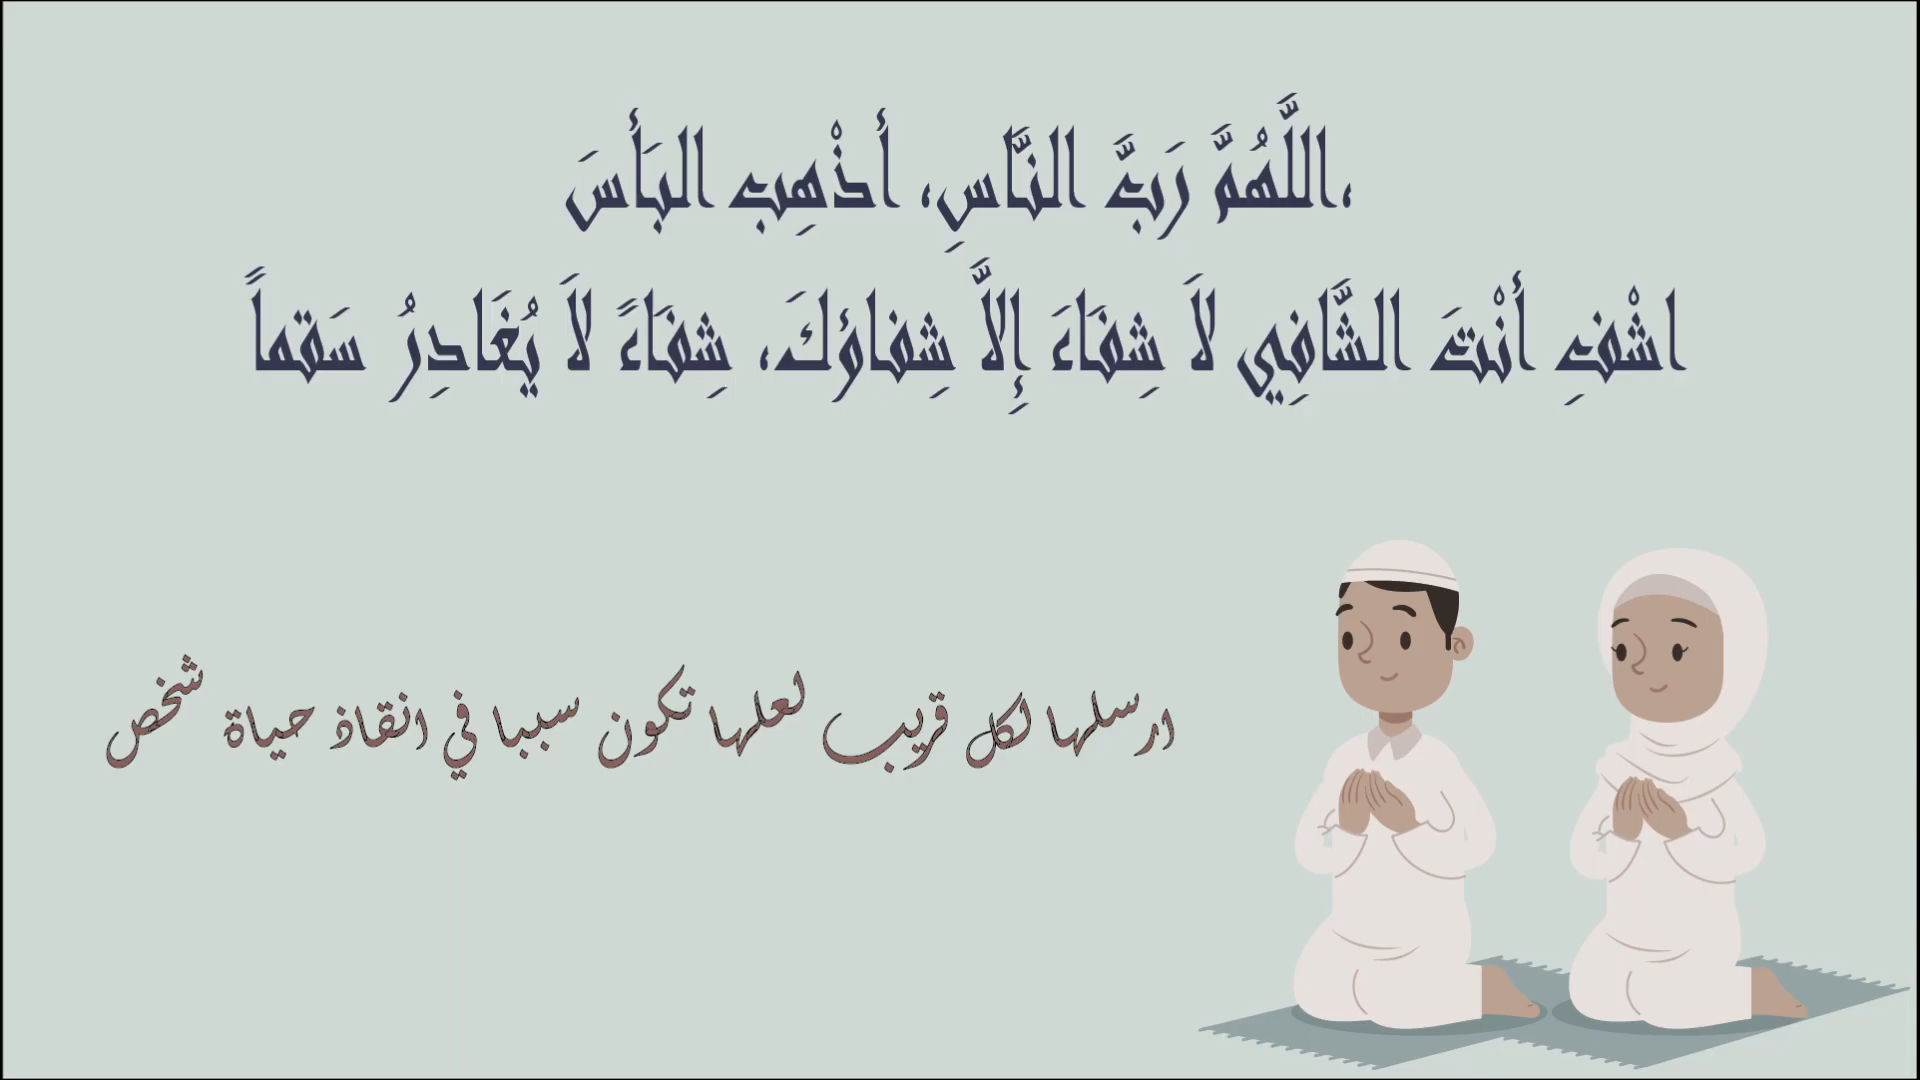 ،اللَّهُمَّ رَبَّ النَّاسِ، أَذْهِبِ البَأسَ
اشْفِ أَنْتَ الشَّافِي لاَ شِفَاءَ إِلاَّ شِفاؤكَ، شِفَاءً لاَ يُغَادِرُ سَقماً
ارسلها لكل قريب لعلها تكون سببا في انقاذ حياة شخص